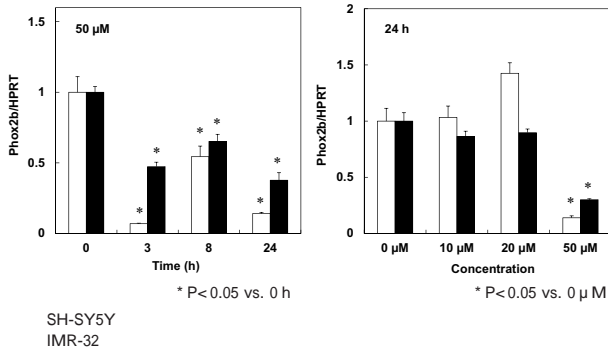 50 µM
Phox2b/HPRT
1.5
1
0.5
0
* * * * * *
0 3 8 24
Time (h)
* P< 0.05 vs. 0 h
24 h
Phox2b/HPRT
2
1.5
1
0.5
0
* *
0 µM 10 µM 20 µM 50 µM
Concentration
* P< 0.05 vs. 0 µ M
SH-SY5Y
IMR-32